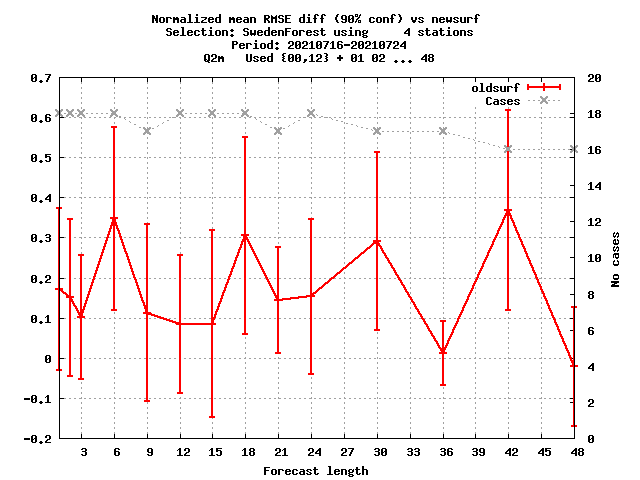 Normalized mean RMSE diff (90% conf) vs newsurf
Selection: SwedenForest using     4 stations
Period: 20210716-20210724
Q2m   Used {00,12} + 01 02 ... 48
oldsurf
Cases
0.7
0.6
0.5
0.4
0.3
0.2
0.1
0
-0.1
-0.2
20
18
16
14
12
10
8
6
4
2
0
No cases
3 6 9 12 15 18 21 24 27 30 33 36 39 42 45 48
Forecast length